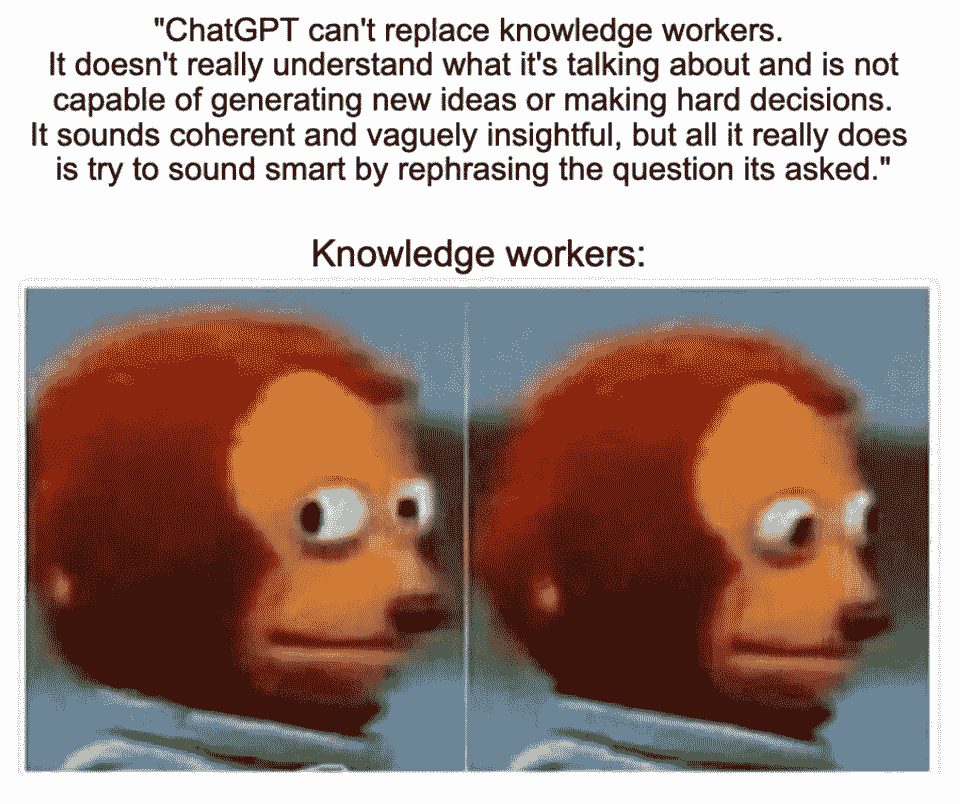 "ChatGPT can't replace knowledge workers.
It doesn't really understand what it's talking about and is not
capable of generating new ideas or making hard decisions.
It sounds coherent and vaguely insightful, but all it really does
is try to sound smart by rephrasing the question its asked."
Knowledge workers: